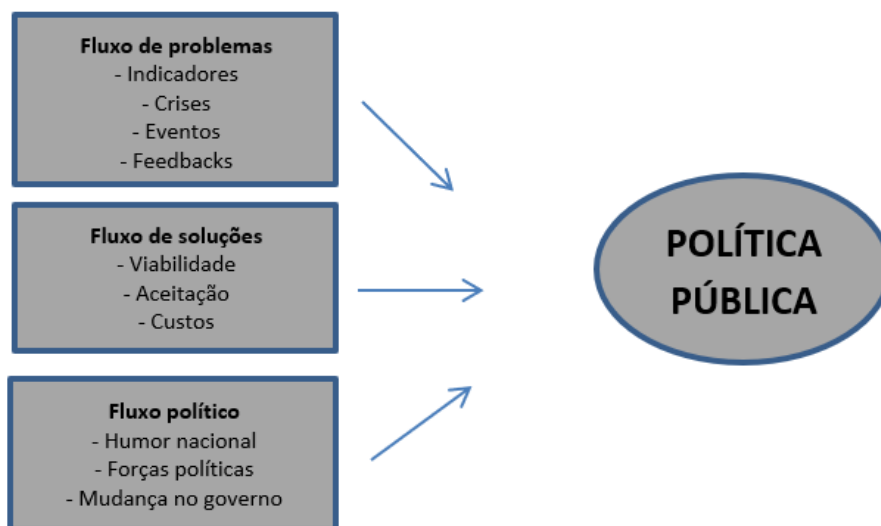 Fluxo de problemas
- Indicadores
- Crises
- Eventos
- Feedbacks
Fluxo de soluções
- Viabilidade
- Aceitação
- Custos
Fluxo político
- Humor nacional
- Forças políticas
- Mudança no governo
POLÍTICA
PÚBLICA